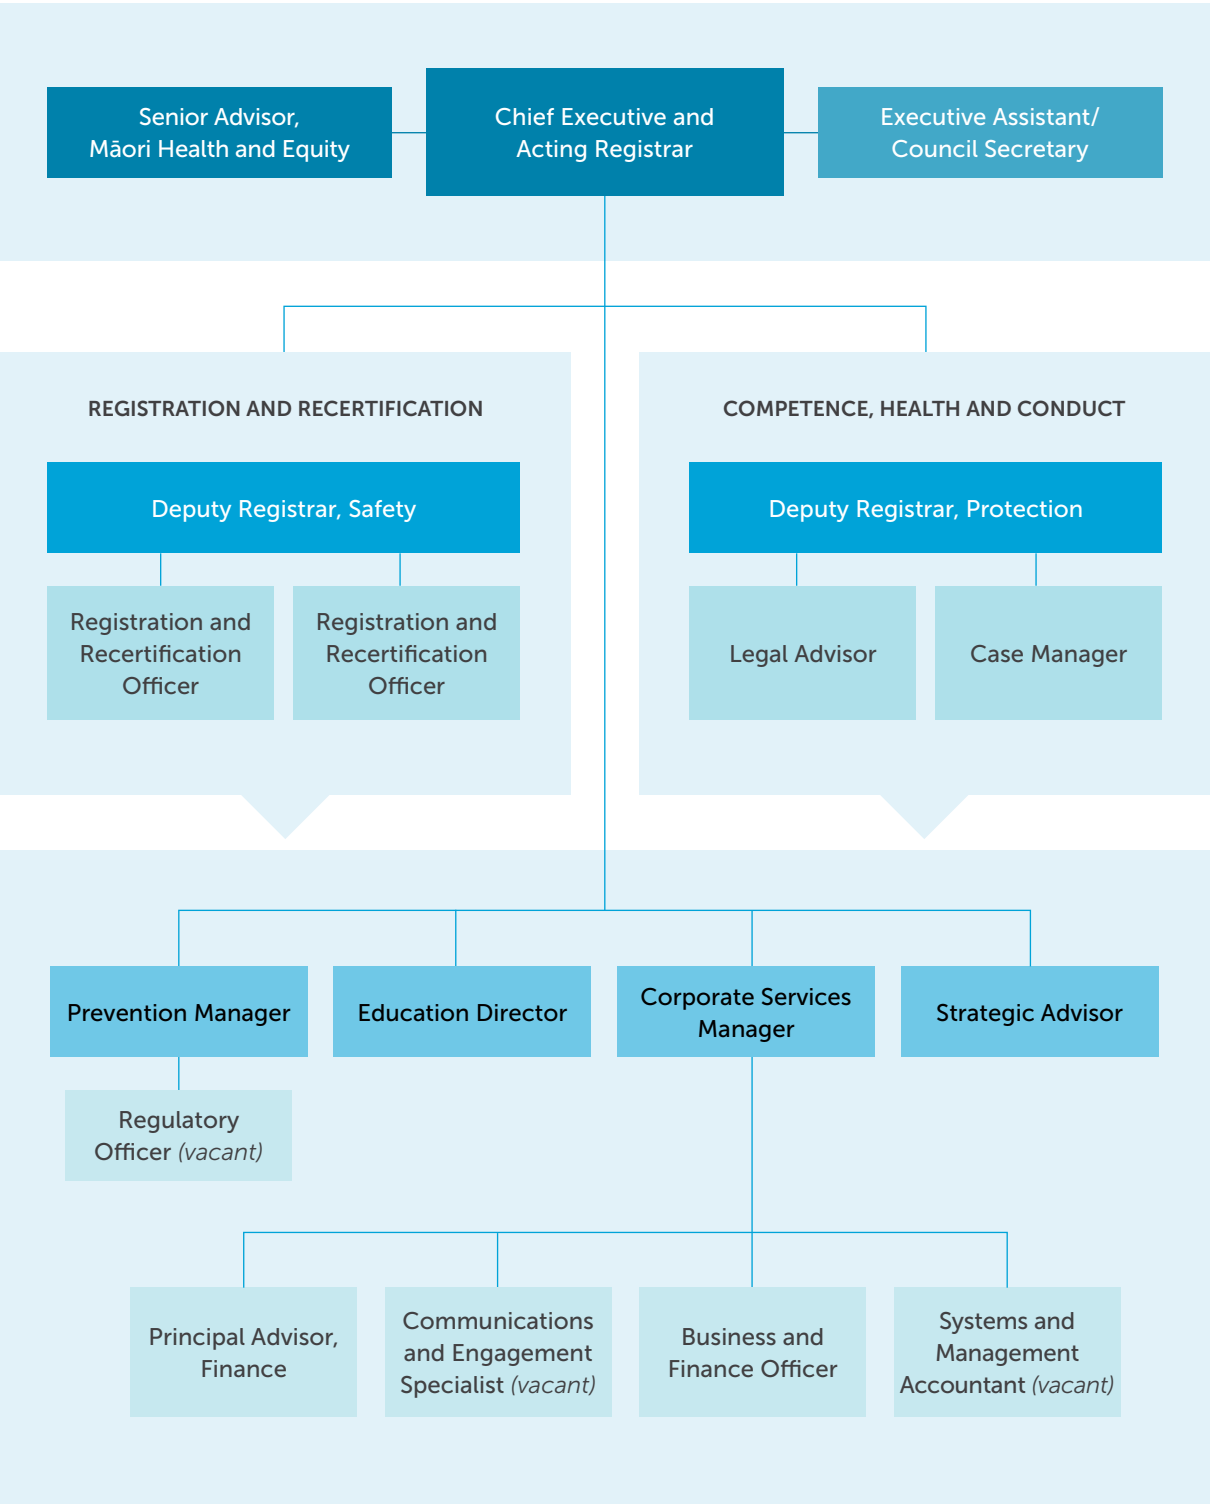 Senior Advisor,
Māori Health and Equity
Chief Executive and
Acting Registrar
Executive Assistant/
Council Secretary
REGISTRATION AND RECERTIFICATION
Deputy Registrar, Safety
Registration and
Recertification
Officer
Registration and
Recertification
Officer
COMPETENCE, HEALTH AND CONDUCT
Deputy Registrar, Protection
Legal Advisor
Case Manager
Prevention Manager
Education Director
Corporate Services
Manager
Strategic Advisor
Regulatory
Officer (vacant)
Principal Advisor,
Finance
Communications
and Engagement
Specialist (vacant)
Business and
Finance Officer
Systems and
Management
Accountant (vacant)